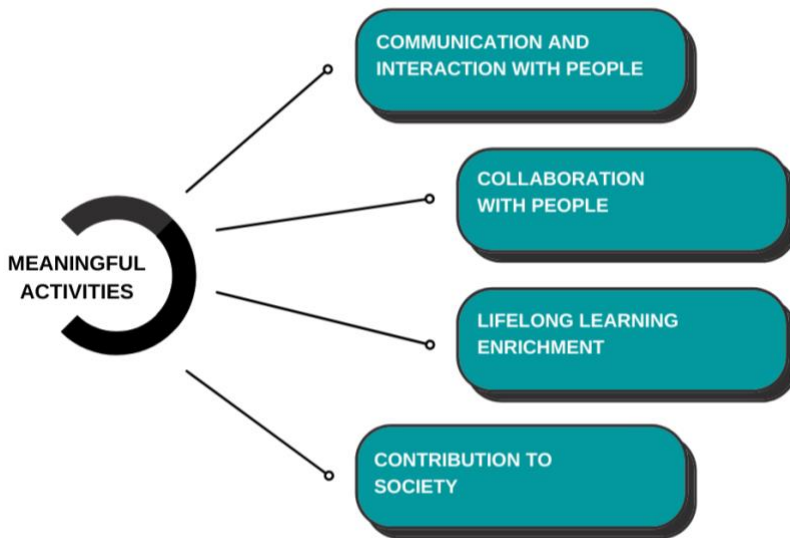 COMMUNICATION AND
INTERACTION WITH PEOPLE
COLLABORATION
WITH PEOPLE
MEANINGFUL
ACTIVITIES
LIFELONG LEARNING
ENRICHMENT
CONTRIBUTION TO
SOCIETY